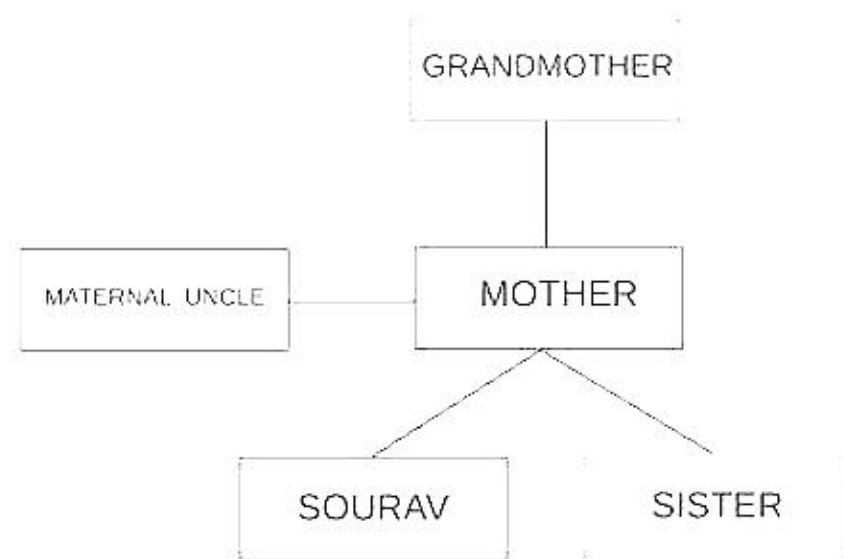 GRANDMOTHER
MATERNAL UNCLE
MOTHER
SOURAV
SISTER